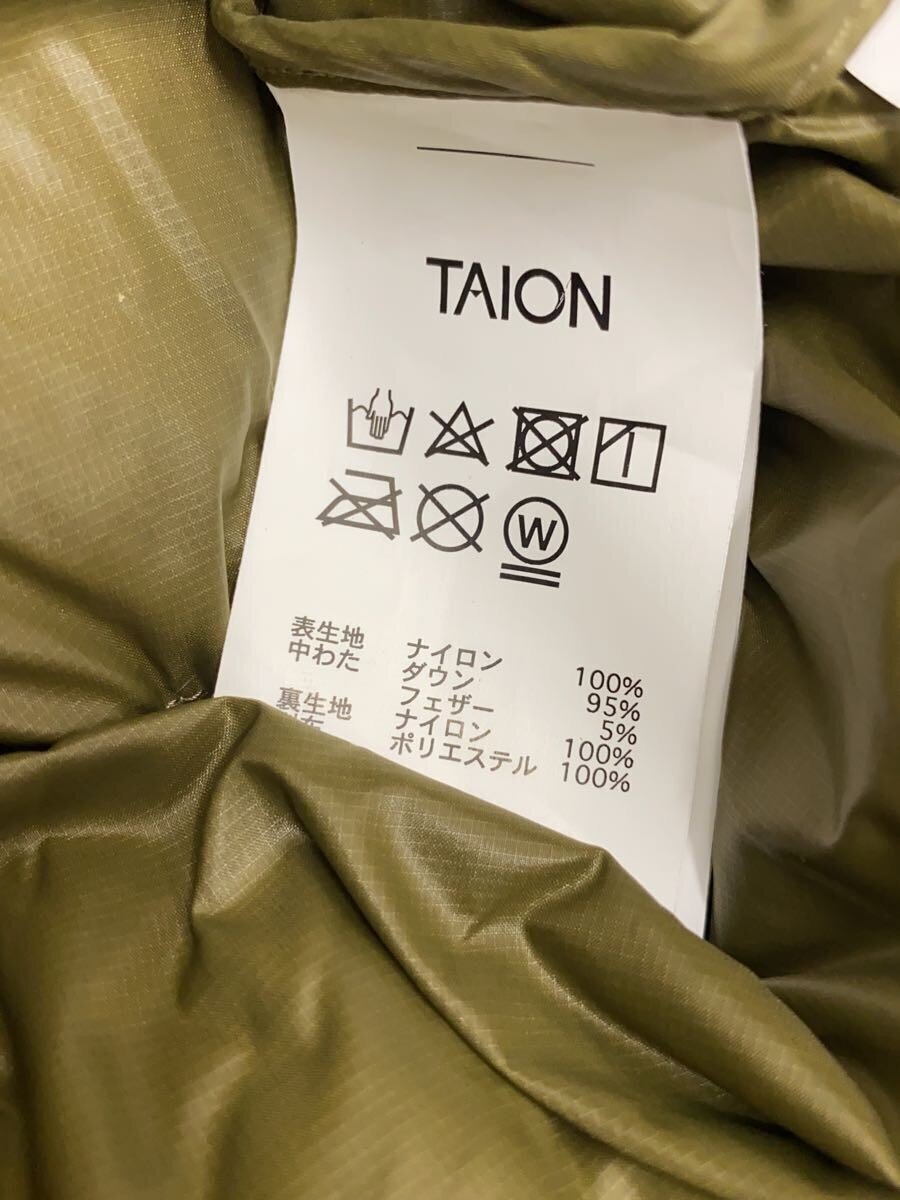 TAION
W
表生地 ナイロン 100%
中わた ダウン 95%
フェザー 5%
裏生地 ナイロン 100%
ポリエステル 100%